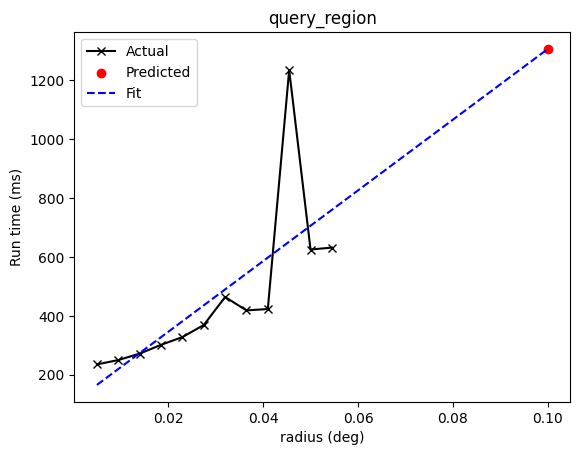 query_region
Actual
Predicted
Fit
Run time (ms)
1200
1000
800
600
400
200
0.02
0.04
0.06
0.08
0.10
radius (deg)